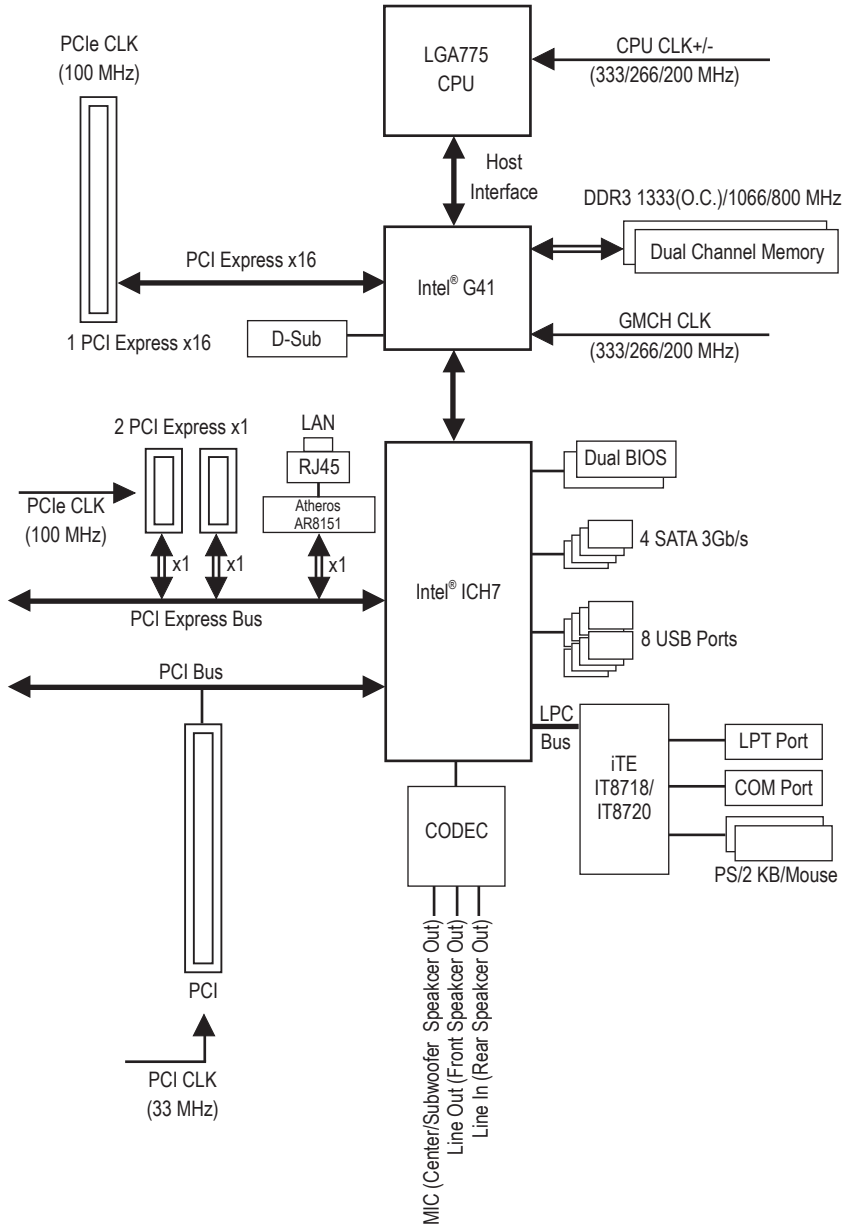 PCIe CLK
(100 MHz)
LGA775
CPU
CPU CLK+/-
(333/266/200 MHz)
Host
Interface
DDR3 1333(O.C.)/1066/800 MHz
Dual Channel Memory
PCI Express x16
Intel® G41
1 PCI Express x16
D-Sub
GMCH CLK
(333/266/200 MHz)
2 PCI Express x1
LAN
RJ45
Atheros
AR8151
PCIe CLK
(100 MHz)
x1
x1
x1
PCI Express Bus
Intel® ICH7
Dual BIOS
4 SATA 3Gb/s
8 USB Ports
PCI Bus
LPC
Bus
iTE
IT8718/
IT8720
LPT Port
COM Port
PS/2 KB/Mouse
CODEC
PCI
PCI CLK
(33 MHz)
MIC (Center/Subwoofer Speakcer Out)
Line Out (Front Speakcer Out)
Line In (Rear Speakcer Out)